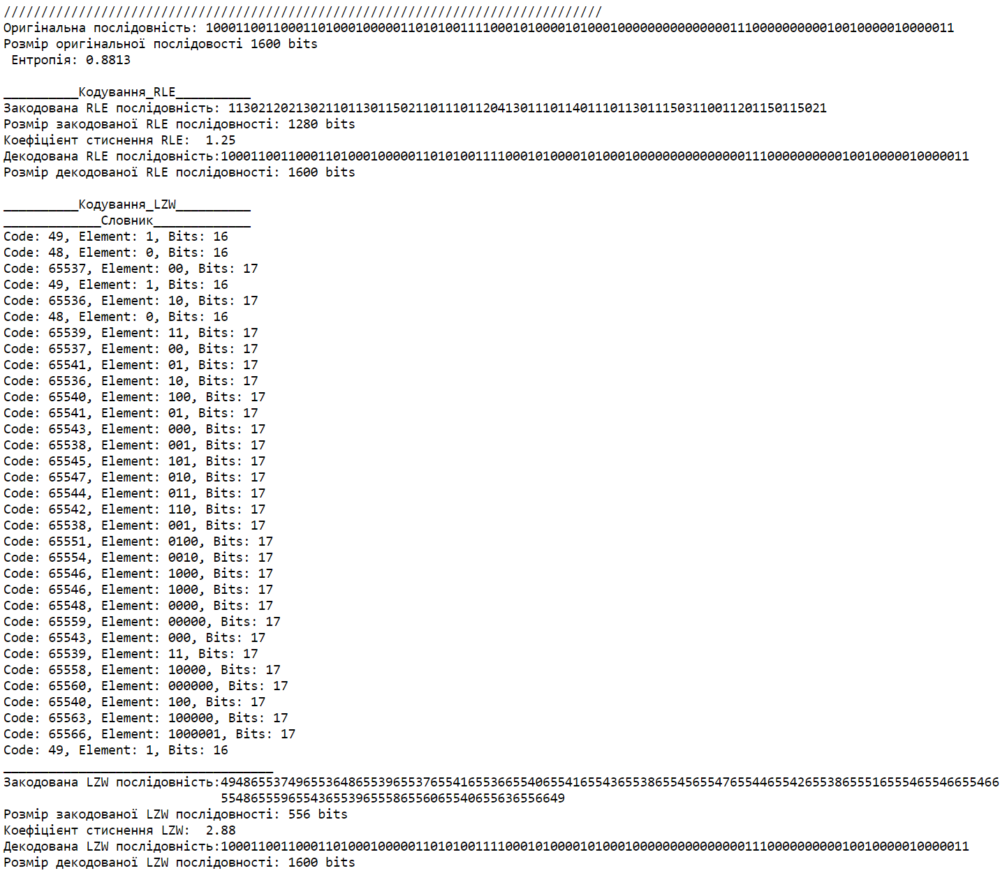 ////////////////////////////////////////////////////////////////////////////////
Оригінальна послідовність: 1000110011000110100010000011010100111100010100001010001000000000000000111000000000010010000010000011
Розмір оригінальної послідовості 1600 bits
Ентропія: 0.8813
__________Кодування_RLE__________
Закодована RLE послідовність: 11302120213021101130115021101110112041301110114011101130111503110011201150115021
Розмір закодованої RLE послідовності: 1280 bits
Коефіцієнт стиснення RLE:  1.25
Декодована RLE послідовність:1000110011000110100010000011010100111100010100001010001000000000000000111000000000010010000010000011
Розмір декодованої RLE послідовності: 1600 bits
__________Кодування_LZW__________
_____________Словник_____________
Code: 49, Element: 1, Bits: 16
Code: 48, Element: 0, Bits: 16
Code: 65537, Element: 00, Bits: 17
Code: 49, Element: 1, Bits: 16
Code: 65536, Element: 10, Bits: 17
Code: 48, Element: 0, Bits: 16
Code: 65539, Element: 11, Bits: 17
Code: 65537, Element: 00, Bits: 17
Code: 65541, Element: 01, Bits: 17
Code: 65536, Element: 10, Bits: 17
Code: 65540, Element: 100, Bits: 17
Code: 65541, Element: 01, Bits: 17
Code: 65543, Element: 000, Bits: 17
Code: 65538, Element: 001, Bits: 17
Code: 65545, Element: 101, Bits: 17
Code: 65547, Element: 010, Bits: 17
Code: 65544, Element: 011, Bits: 17
Code: 65542, Element: 110, Bits: 17
Code: 65538, Element: 001, Bits: 17
Code: 65551, Element: 0100, Bits: 17
Code: 65554, Element: 0010, Bits: 17
Code: 65546, Element: 1000, Bits: 17
Code: 65546, Element: 1000, Bits: 17
Code: 65548, Element: 0000, Bits: 17
Code: 65559, Element: 00000, Bits: 17
Code: 65543, Element: 000, Bits: 17
Code: 65539, Element: 11, Bits: 17
Code: 65558, Element: 10000, Bits: 17
Code: 65560, Element: 000000, Bits: 17
Code: 65540, Element: 100, Bits: 17
Code: 65563, Element: 100000, Bits: 17
Code: 65566, Element: 1000001, Bits: 17
Code: 49, Element: 1, Bits: 16
____________________________________
Закодована LZW послідовність:49486553749655364865539655376554165536655406554165543655386554565547655446554265538655516555465546655466
5548655596554365539655586556065540655636556649
Розмір закодованої LZW послідовності: 556 bits
Коефіцієнт стиснення LZW:  2.88
Декодована LZW послідовність:1000110011000110100010000011010100111100010100001010001000000000000000111000000000010010000010000011
Розмір декодованої LZW послідовності: 1600 bits